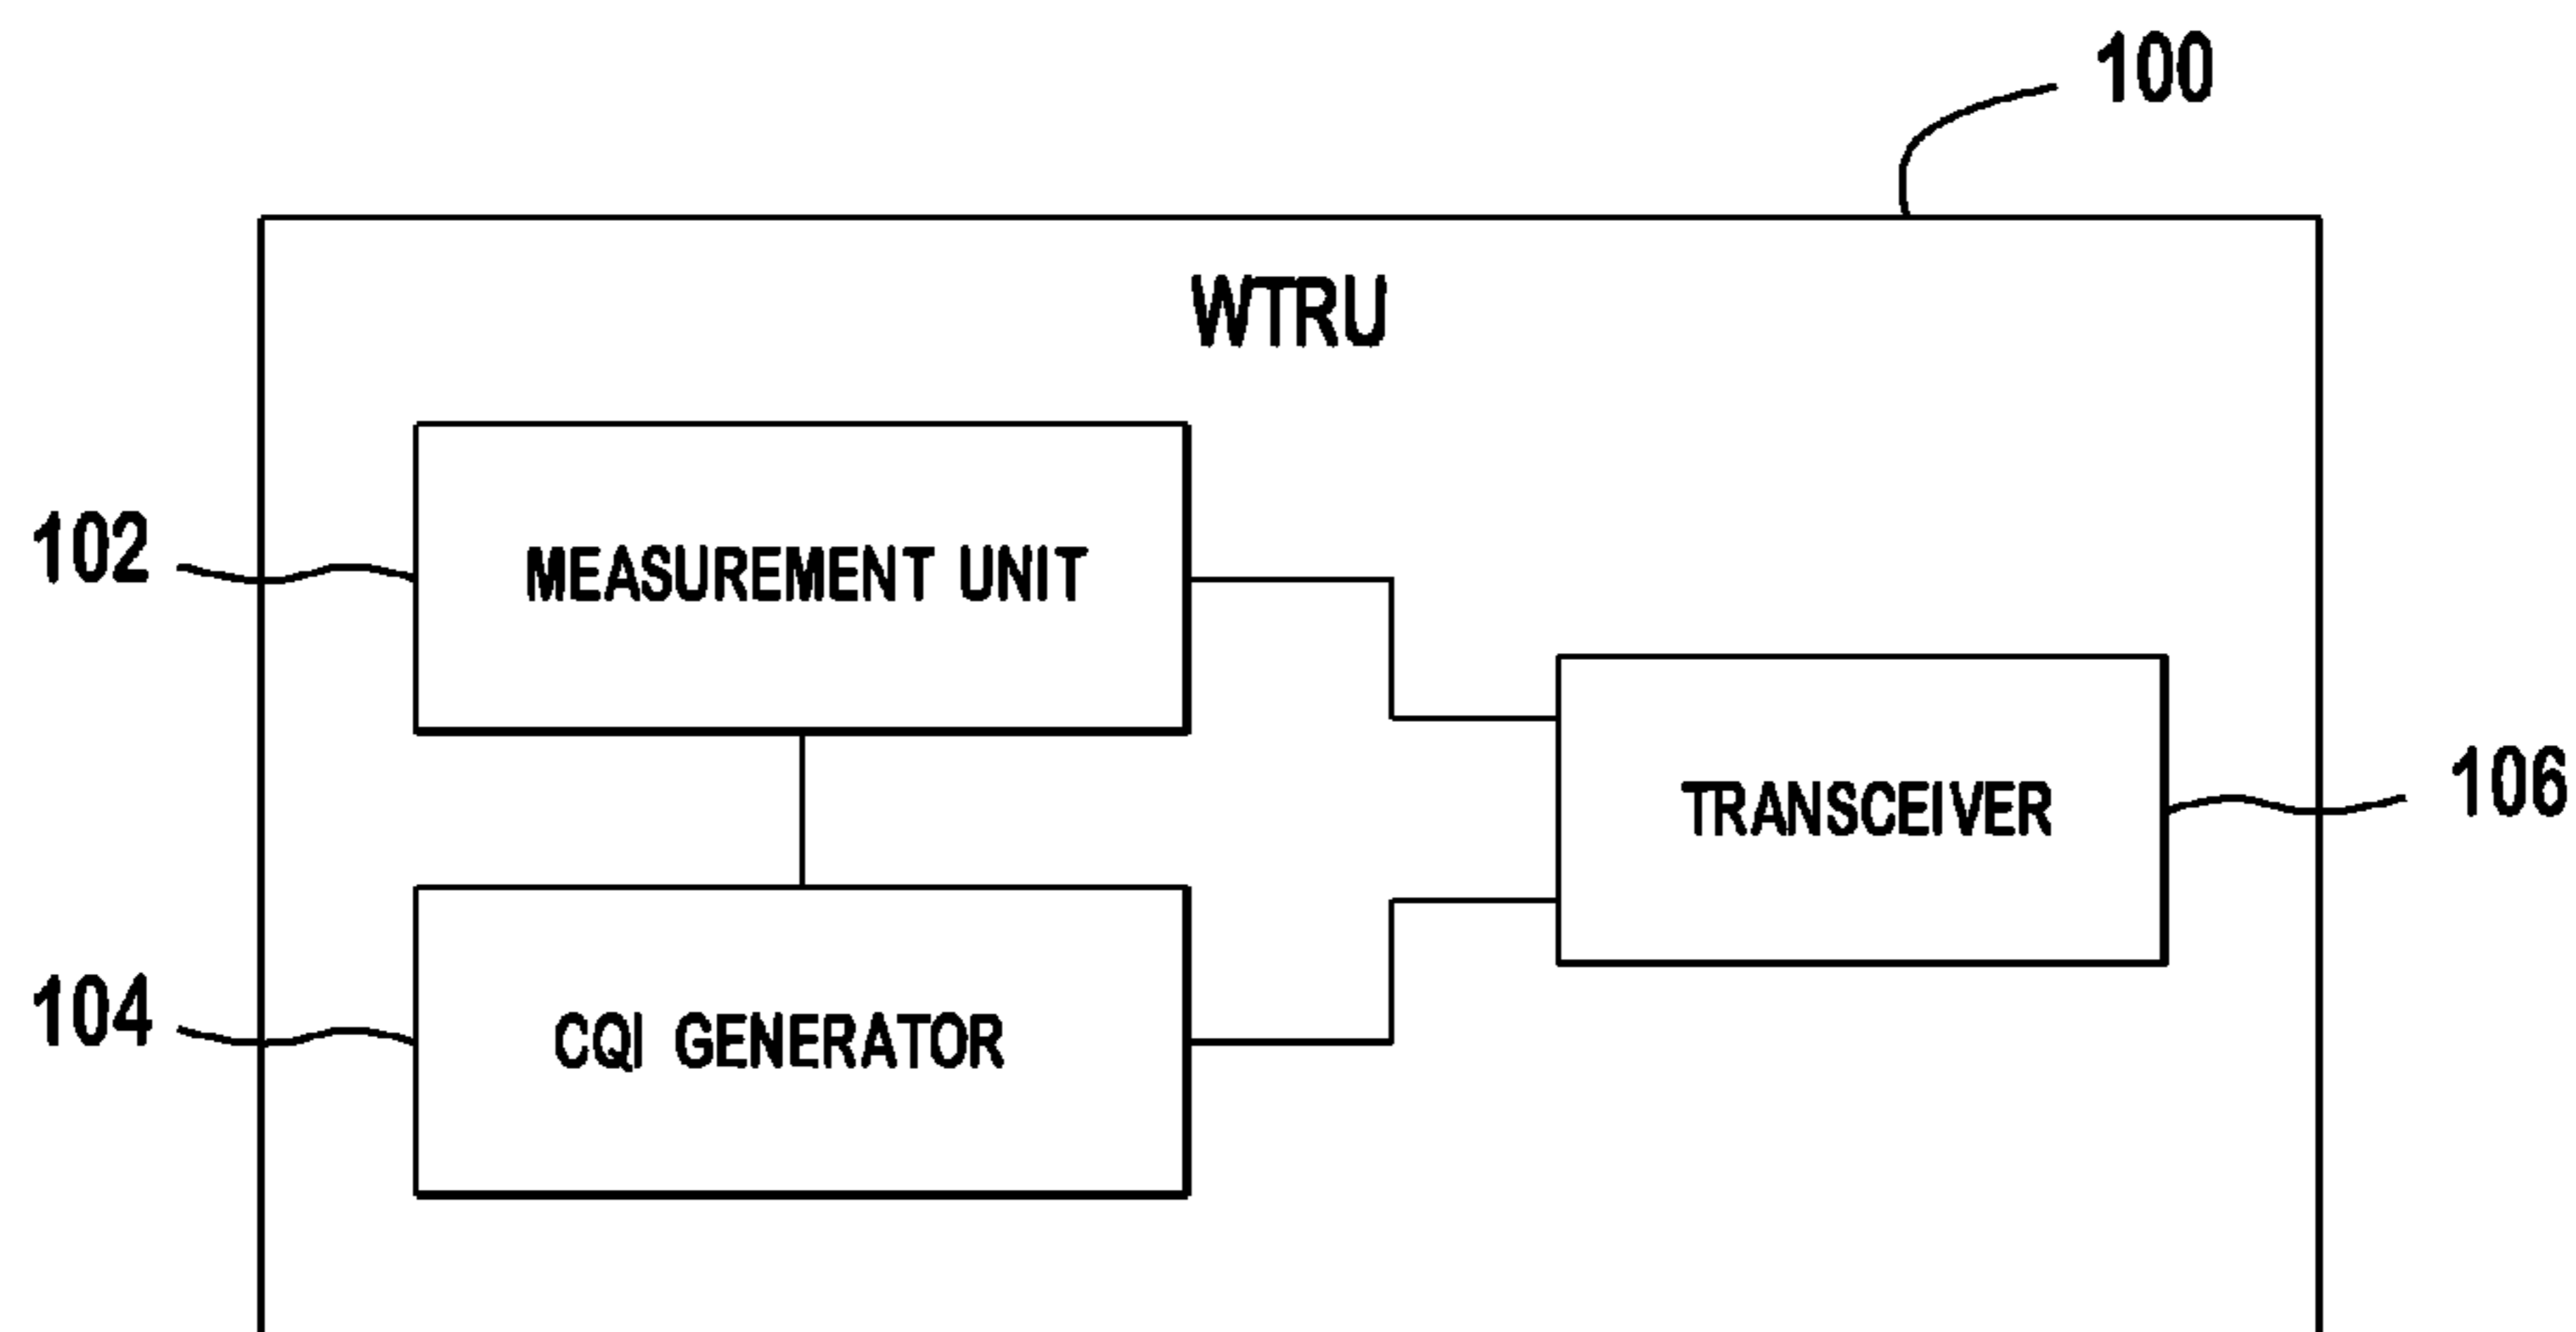 100
WTRU
102
MEASUREMENT UNIT
TRANSCEIVER
106
104
CQI GENERATOR